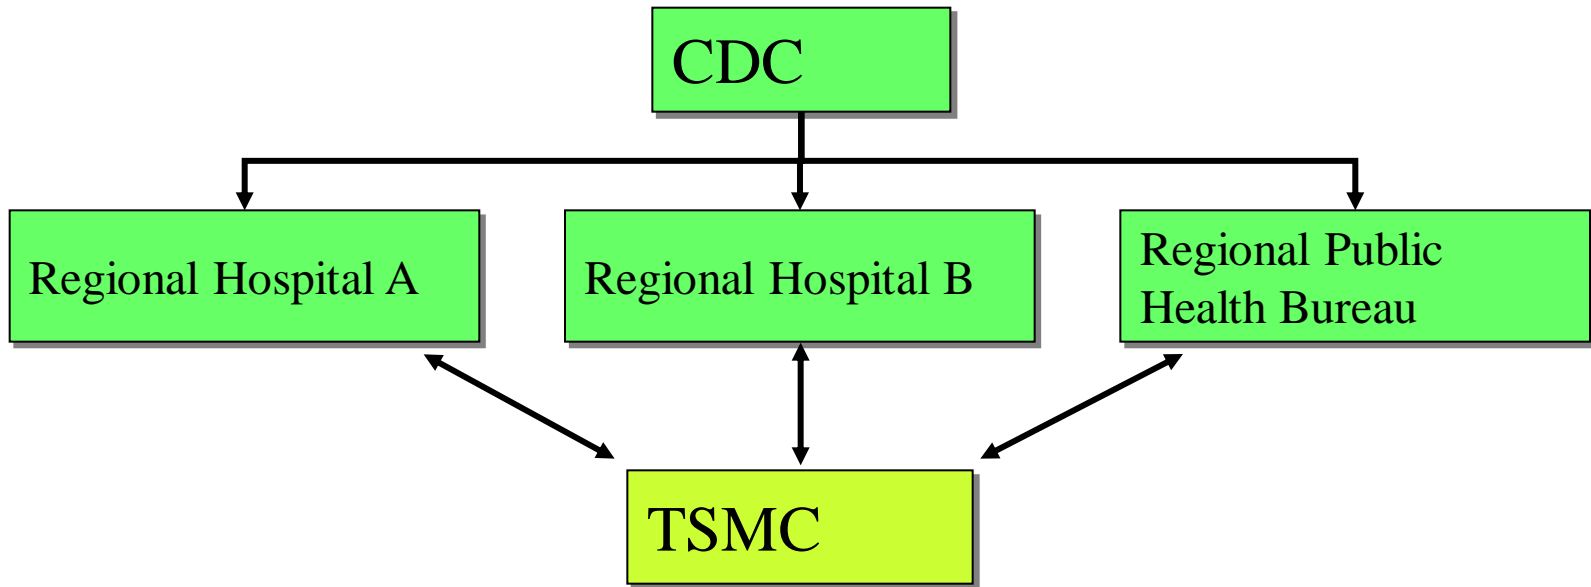 CDC
Regional Hospital A
Regional Hospital B
Regional Public
Health Bureau
TSMC